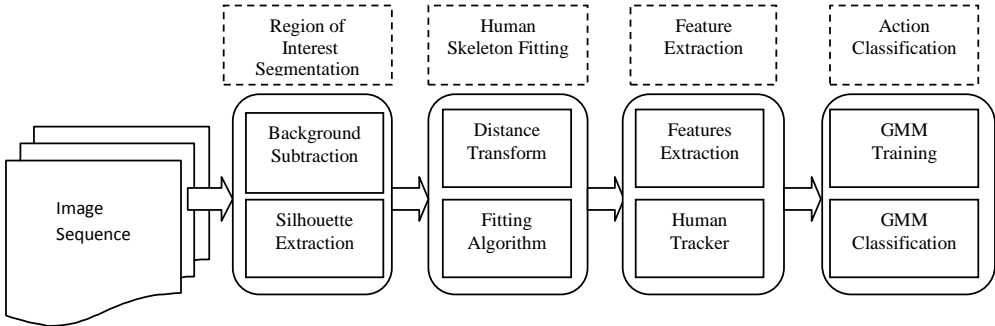 Region of
Interest
Segmentation
Human
Skeleton Fitting
Feature
Extraction
Action
Classification
Image
Sequence
Background
Subtraction
Silhouette
Extraction
Distance
Transform
Fitting
Algorithm
Features
Extraction
Human
Tracker
GMM
Training
GMM
Classification